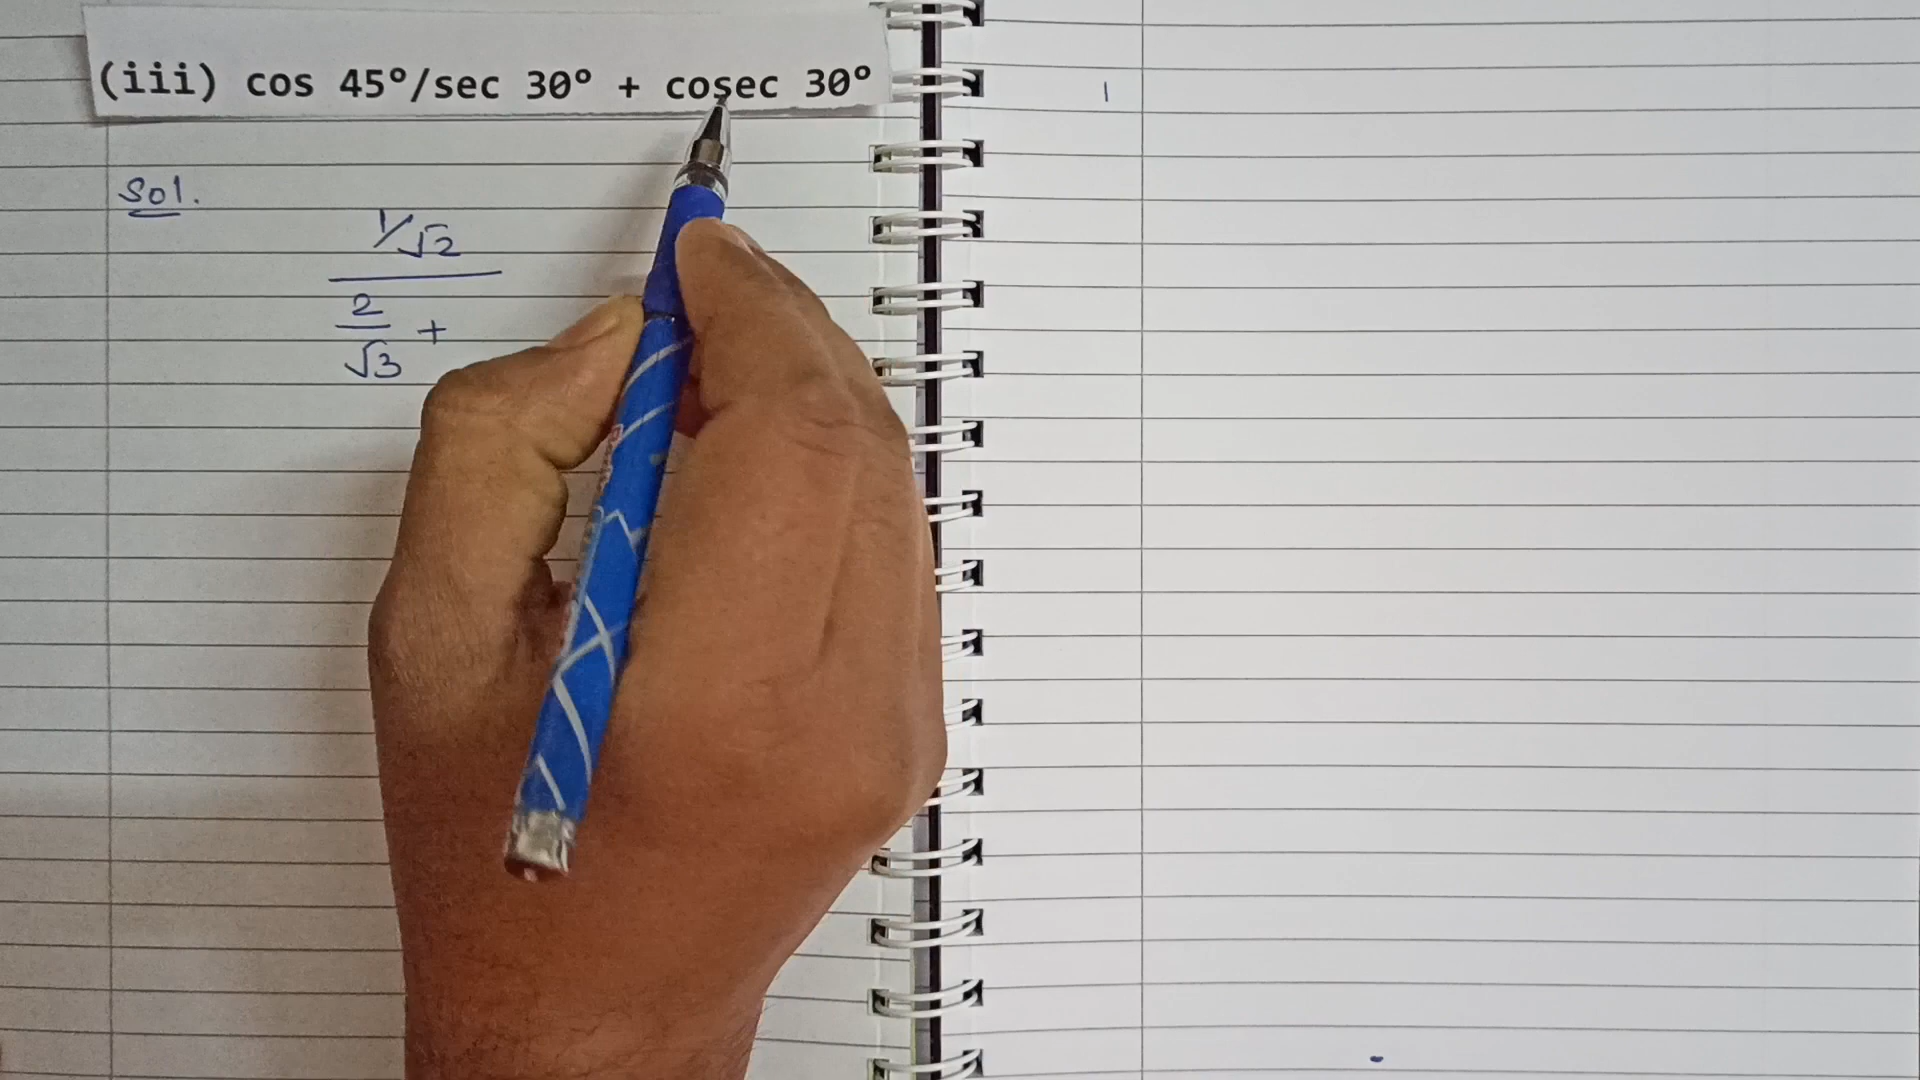 (iii) cos 45°/sec 30° + cosec 30°
Sol.
1/√2
2
√3 +